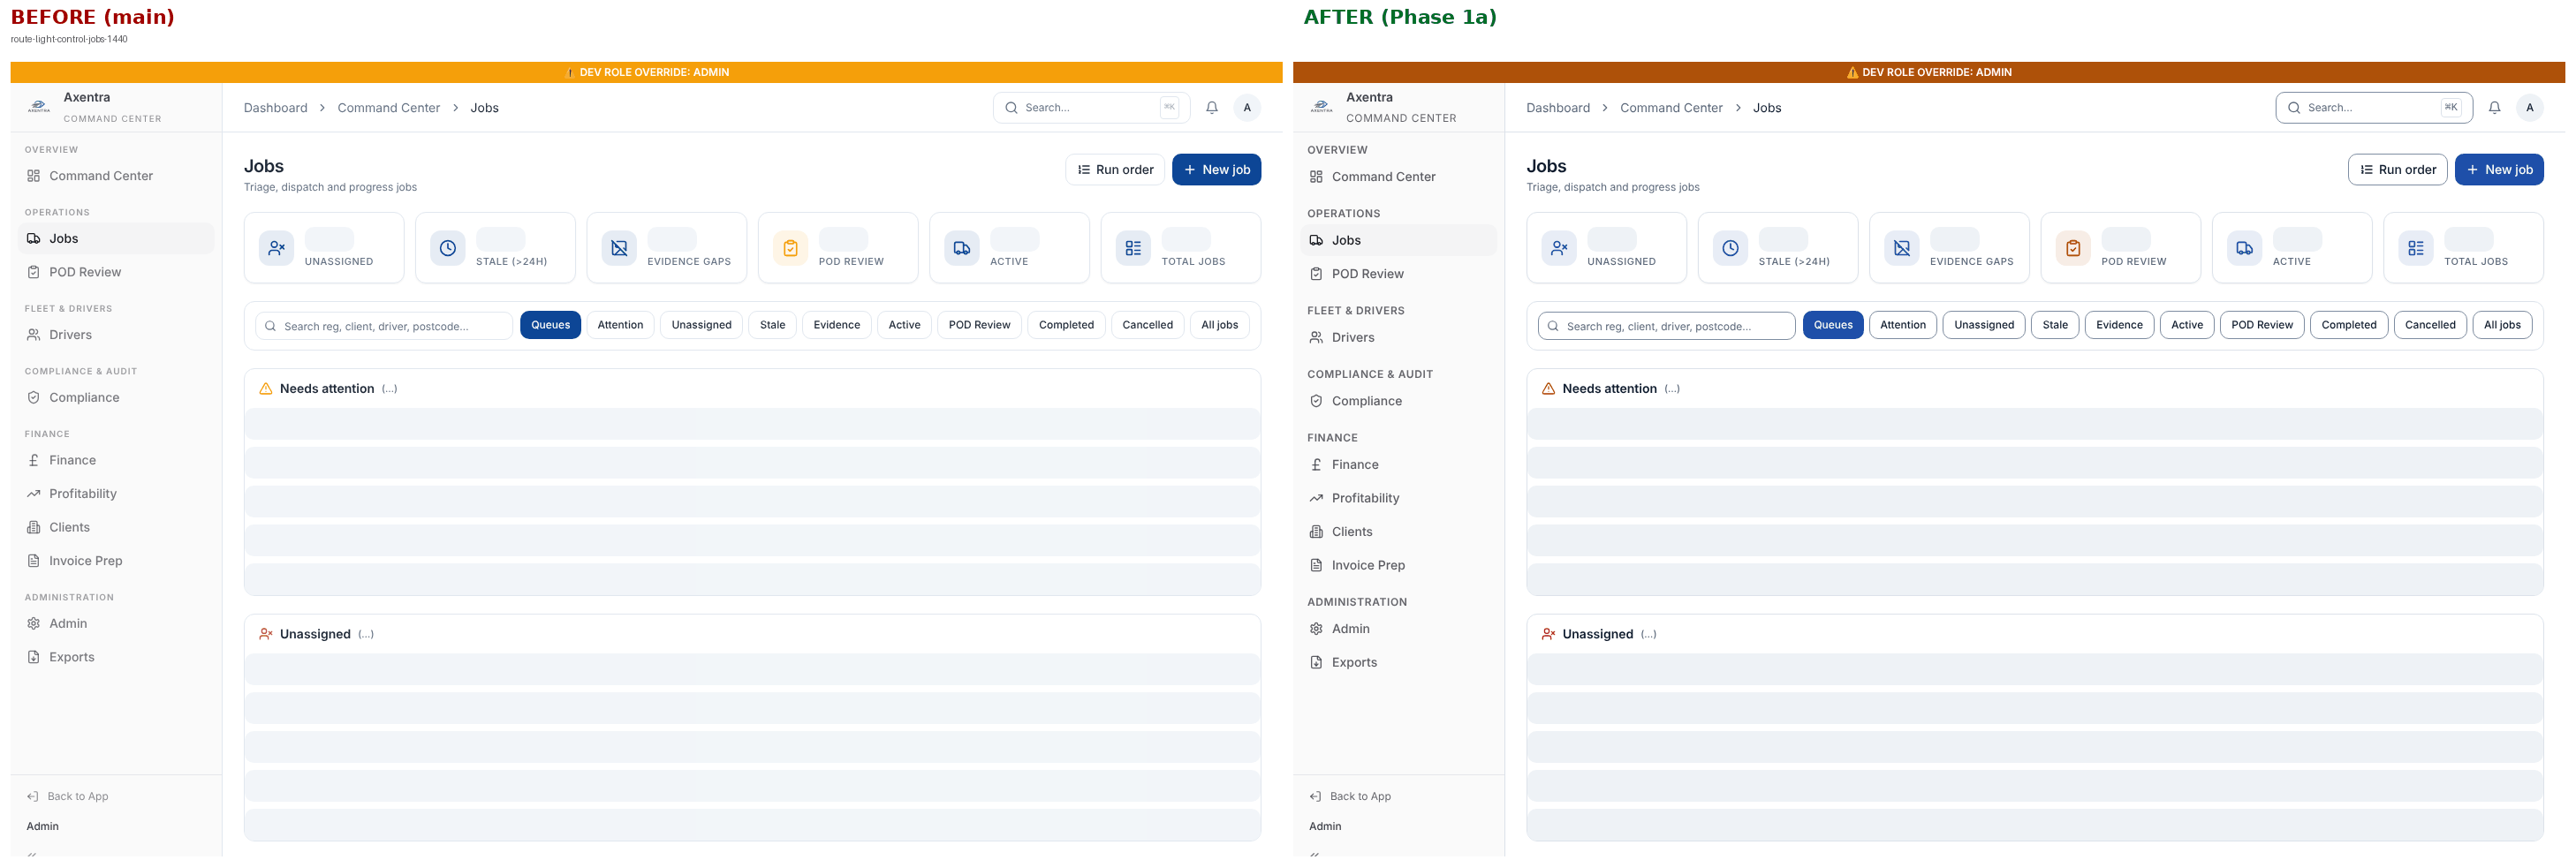 BEFORE (main)
route-light-control-jobs-1440
⚠ DEV ROLE OVERRIDE: ADMIN
AXENTRA
Axentra
COMMAND CENTER
Dashboard > Command Center > Jobs
Search...
⌘K
A
OVERVIEW
Command Center
OPERATIONS
Jobs
POD Review
FLEET & DRIVERS
Drivers
COMPLIANCE & AUDIT
Compliance
FINANCE
Finance
Profitability
Clients
Invoice Prep
ADMINISTRATION
Admin
Exports
Back to App
Admin
Jobs
Triage, dispatch and progress jobs
Run order
+ New job
UNASSIGNED
STALE (>24H)
EVIDENCE GAPS
POD REVIEW
ACTIVE
TOTAL JOBS
Search reg, client, driver, postcode...
Queues
Attention
Unassigned
Stale
Evidence
Active
POD Review
Completed
Cancelled
All jobs
Needs attention (...)
Unassigned (...)
AFTER (Phase 1a)
⚠ DEV ROLE OVERRIDE: ADMIN
AXENTRA
Axentra
COMMAND CENTER
Dashboard > Command Center > Jobs
Search...
⌘K
A
OVERVIEW
Command Center
OPERATIONS
Jobs
POD Review
FLEET & DRIVERS
Drivers
COMPLIANCE & AUDIT
Compliance
FINANCE
Finance
Profitability
Clients
Invoice Prep
ADMINISTRATION
Admin
Exports
Back to App
Admin
Jobs
Triage, dispatch and progress jobs
Run order
+ New job
UNASSIGNED
STALE (>24H)
EVIDENCE GAPS
POD REVIEW
ACTIVE
TOTAL JOBS
Search reg, client, driver, postcode...
Queues
Attention
Unassigned
Stale
Evidence
Active
POD Review
Completed
Cancelled
All jobs
Needs attention (...)
Unassigned (...)